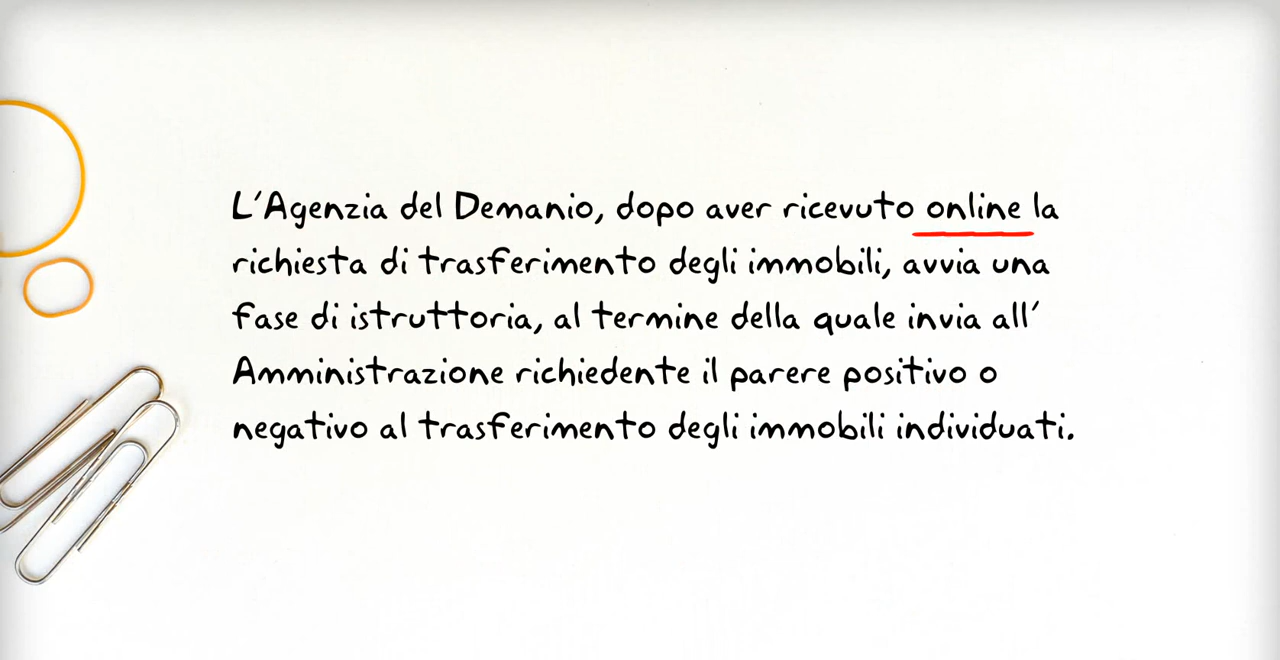 L'Agenzia del Demanio, dopo aver ricevuto online la
richiesta di trasferimento degli immobili, avvia una
fase di istruttoria, al termine della quale invia all'
Amministrazione richiedente il parere positivo o
negativo al trasferimento degli immobili individuati.